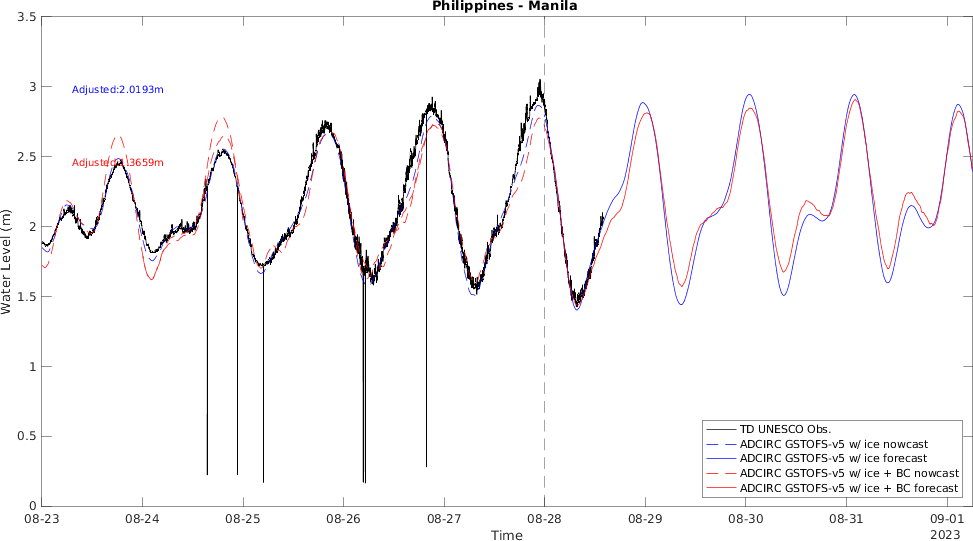 Philippines - Manila
3.5
3
2.5
2
1.5
1
0.5
0
Water Level (m)
Adjusted:2.0193m
Adjusted: .3659m
TD UNESCO Obs.
ADCIRC GSTOFS-v5 w/ ice nowcast
ADCIRC GSTOFS-v5 w/ ice forecast
ADCIRC GSTOFS-v5 w/ ice + BC nowcast
ADCIRC GSTOFS-v5 w/ ice + BC forecast
08-23 08-24 08-25 08-26 08-27 08-28 08-29 08-30 08-31 09-01
Time
2023